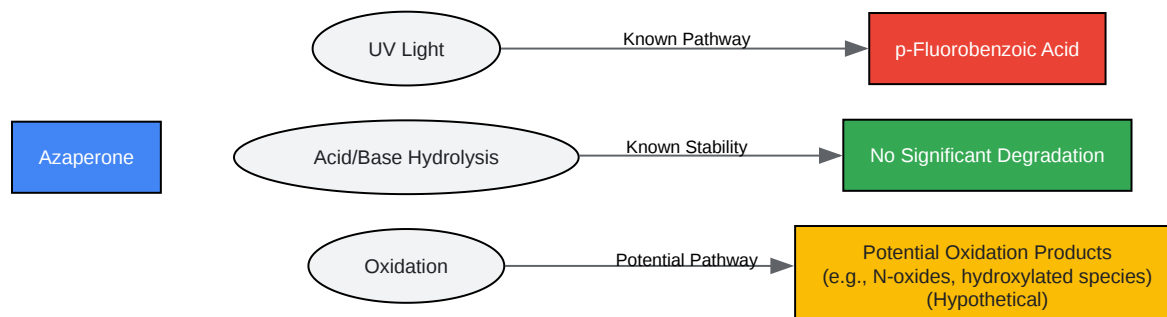 UV Light
Known Pathway
p-Fluorobenzoic Acid
Azaperone
Acid/Base Hydrolysis
Known Stability
No Significant Degradation
Oxidation
Potential Pathway
Potential Oxidation Products
(e.g., N-oxides, hydroxylated species)
(Hypothetical)